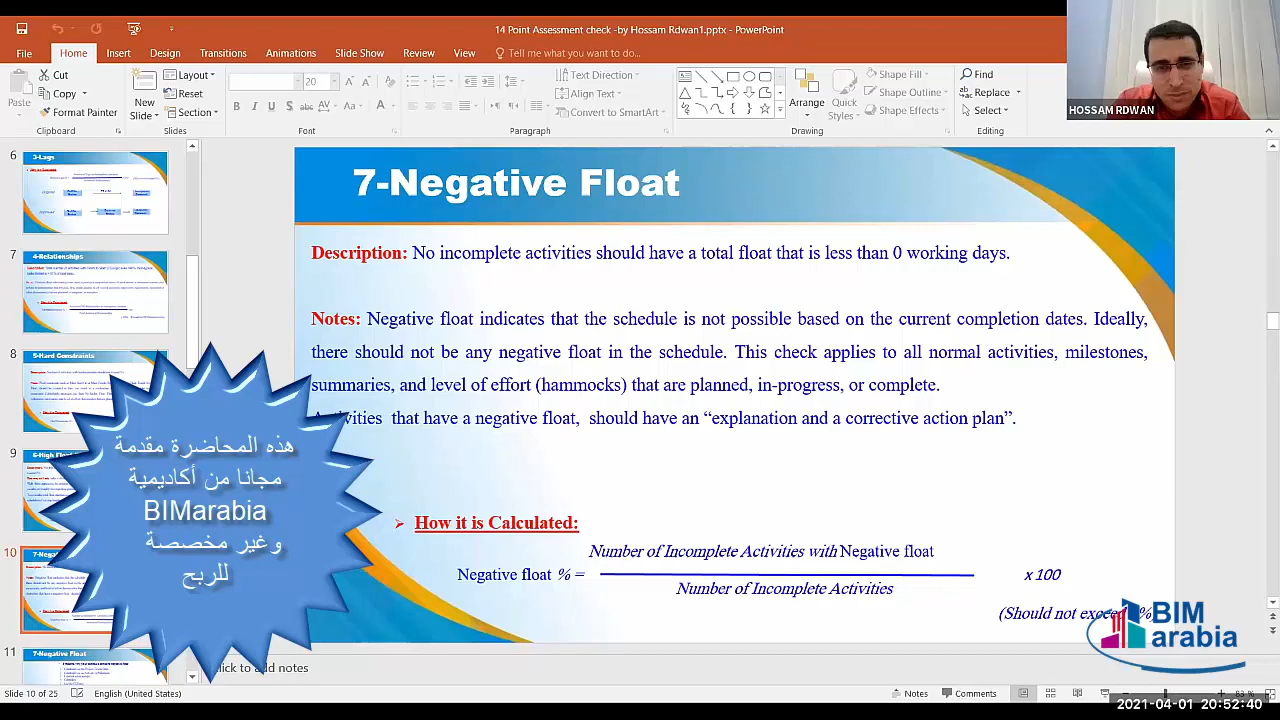 14 Point Assessment check -by Hossam Rdwan1.pptx - PowerPoint
File Home Insert Design Transitions Animations Slide Show Review View Tell me what you want to do...
Cut Layout 20 Text Direction Shape Fill Find
Paste Copy New Slide Reset Align Text Arrange Quick Styles Shape Outline Replace
Format Painter Section Convert to SmartArt Shape Effects Select
Clipboard Slides Font Paragraph Drawing Editing
HOSSAM RDWAN
6 3-Lags
7 4-Relationships
8 5-Hard Constraints
9
10
11 7-Negative Float
7-Negative Float
Description: No incomplete activities should have a total float that is less than 0 working days.
Notes: Negative float indicates that the schedule is not possible based on the current completion dates. Ideally,
there should not be any negative float in the schedule. This check applies to all normal activities, milestones,
summaries, and level of effort (hammocks) that are planned, in-progress, or complete.
that have a negative float, should have an “explanation and a corrective action plan”.
How it is Calculated:
Number of Incomplete Activities with Negative float
Negative float % = x 100
Number of Incomplete Activities
(Should not
هذه المحاضرة مقدمة
مجانا من أكاديمية
BIMarabia
وغير مخصصة
للربح
BIM
arabia
to add notes
Slide 10 of 25 English (United States) Notes Comments 83 %
2021-04-01 20:52:40